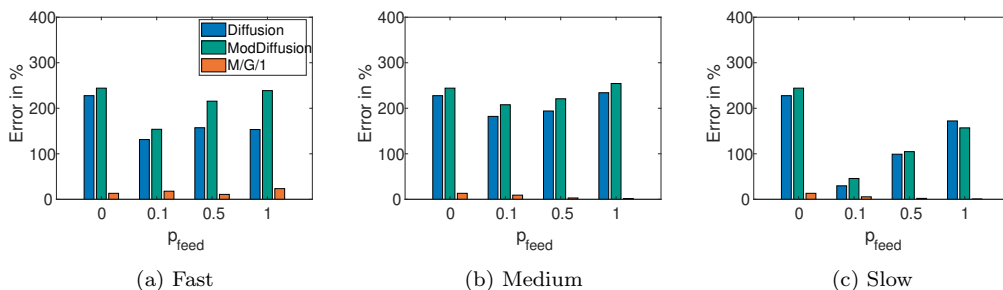 400
300
200
100
0
Error in %
0 0.1 0.5 1
p_feed
Diffusion
ModDiffusion
M/G/1
(a) Fast
400
300
200
100
0
Error in %
0 0.1 0.5 1
p_feed
(b) Medium
400
300
200
100
0
Error in %
0 0.1 0.5 1
p_feed
(c) Slow